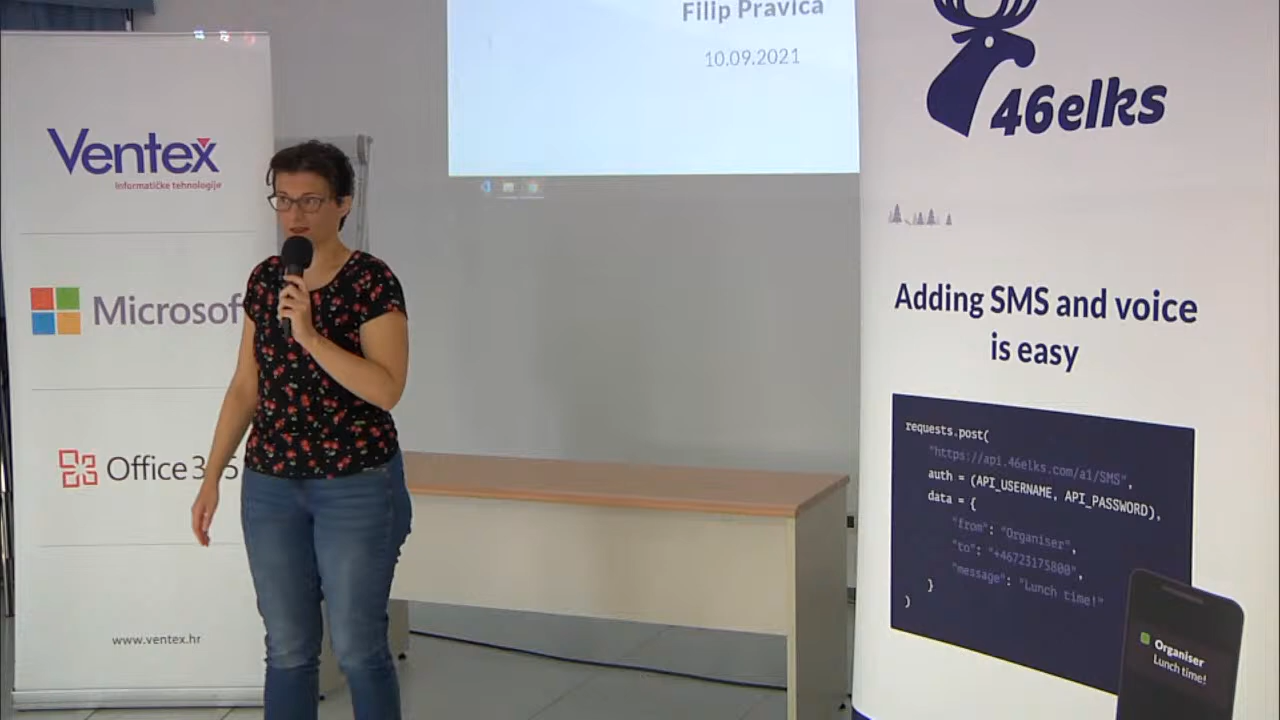 Ventex
Informatičke tehnologije
Microsof
Office 365
www.ventex.hr
Filip Pravica
10.09.2021
46elks
Adding SMS and voice
is easy
requests.post(
"https://api.46elks.com/a1/SMS",
auth = (API_USERNAME, API_PASSWORD),
data = {
"from": "Organiser",
"to": "+46723175800",
"message": "Lunch time!"
}
)
Organiser
Lunch time!